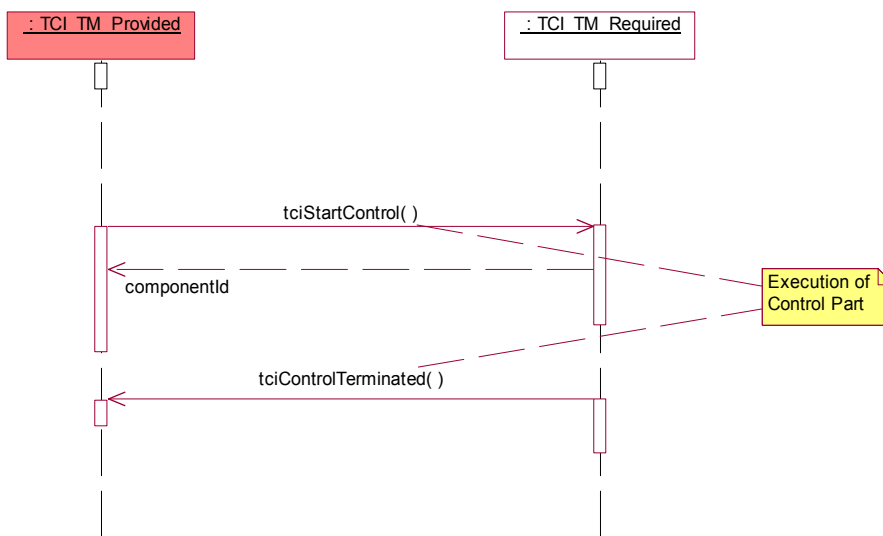 : TCI_TM_Provided
: TCI_TM_Required
tciStartControl( )
componentId
Execution of
Control Part
tciControlTerminated( )